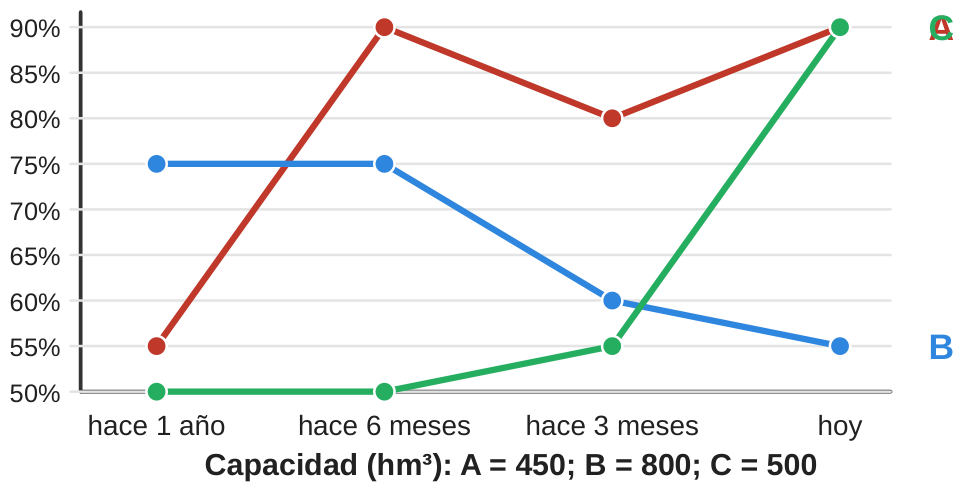 90%
A
C
85%
80%
75%
70%
65%
60%
55%
B
50%
hace 1 año hace 6 meses hace 3 meses hoy
Capacidad (hm³): A = 450; B = 800; C = 500